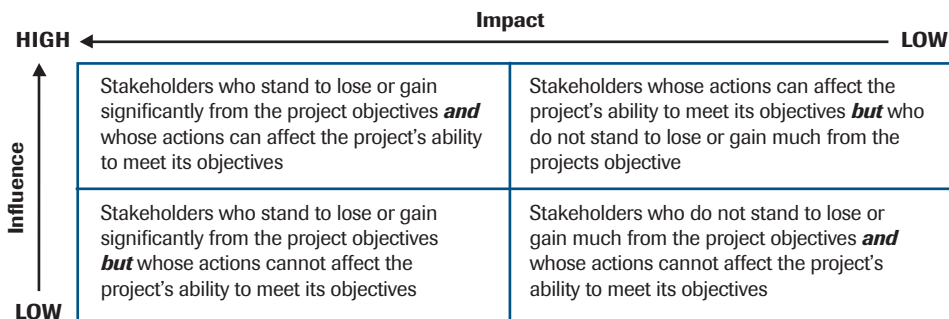 Impact
HIGH
LOW
Influence
Stakeholders who stand to lose or gain
significantly from the project objectives and
whose actions can affect the project's ability
to meet its objectives
Stakeholders whose actions can affect the
project's ability to meet its objectives but who
do not stand to lose or gain much from the
projects objective
Stakeholders who stand to lose or gain
significantly from the project objectives
but whose actions cannot affect the
project's ability to meet its objectives
Stakeholders who do not stand to lose or
gain much from the project objectives and
whose actions cannot affect the project's
ability to meet its objectives
LOW